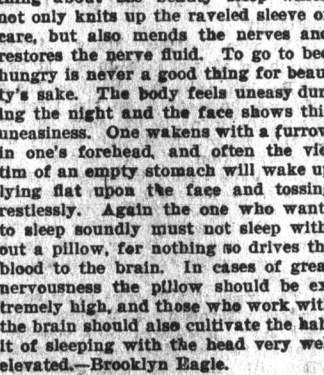 not only knits up the raveled sleeve o
care, but also mends the nerves and
restores the nerve fluid. To go to bed
hungry is never a good thing for beau
ty's sake. The body feels uneasy dur
ing the night and the face shows thi
uneasiness. One wakens with a furrow
in one's forehead, and often the vic
tim of an empty stomach will wake u
lying flat upon the face and tossin
restlessly. Again the one who want
to sleep soundly must not sleep with
out a pillow, for nothing so drives th
blood to the brain. In cases of grea
nervousness the pillow should be ex
tremely high, and those who work wit
the brain should also cultivate the hab
it of sleeping with the head very wel
elevated.—Brooklyn Eagle.